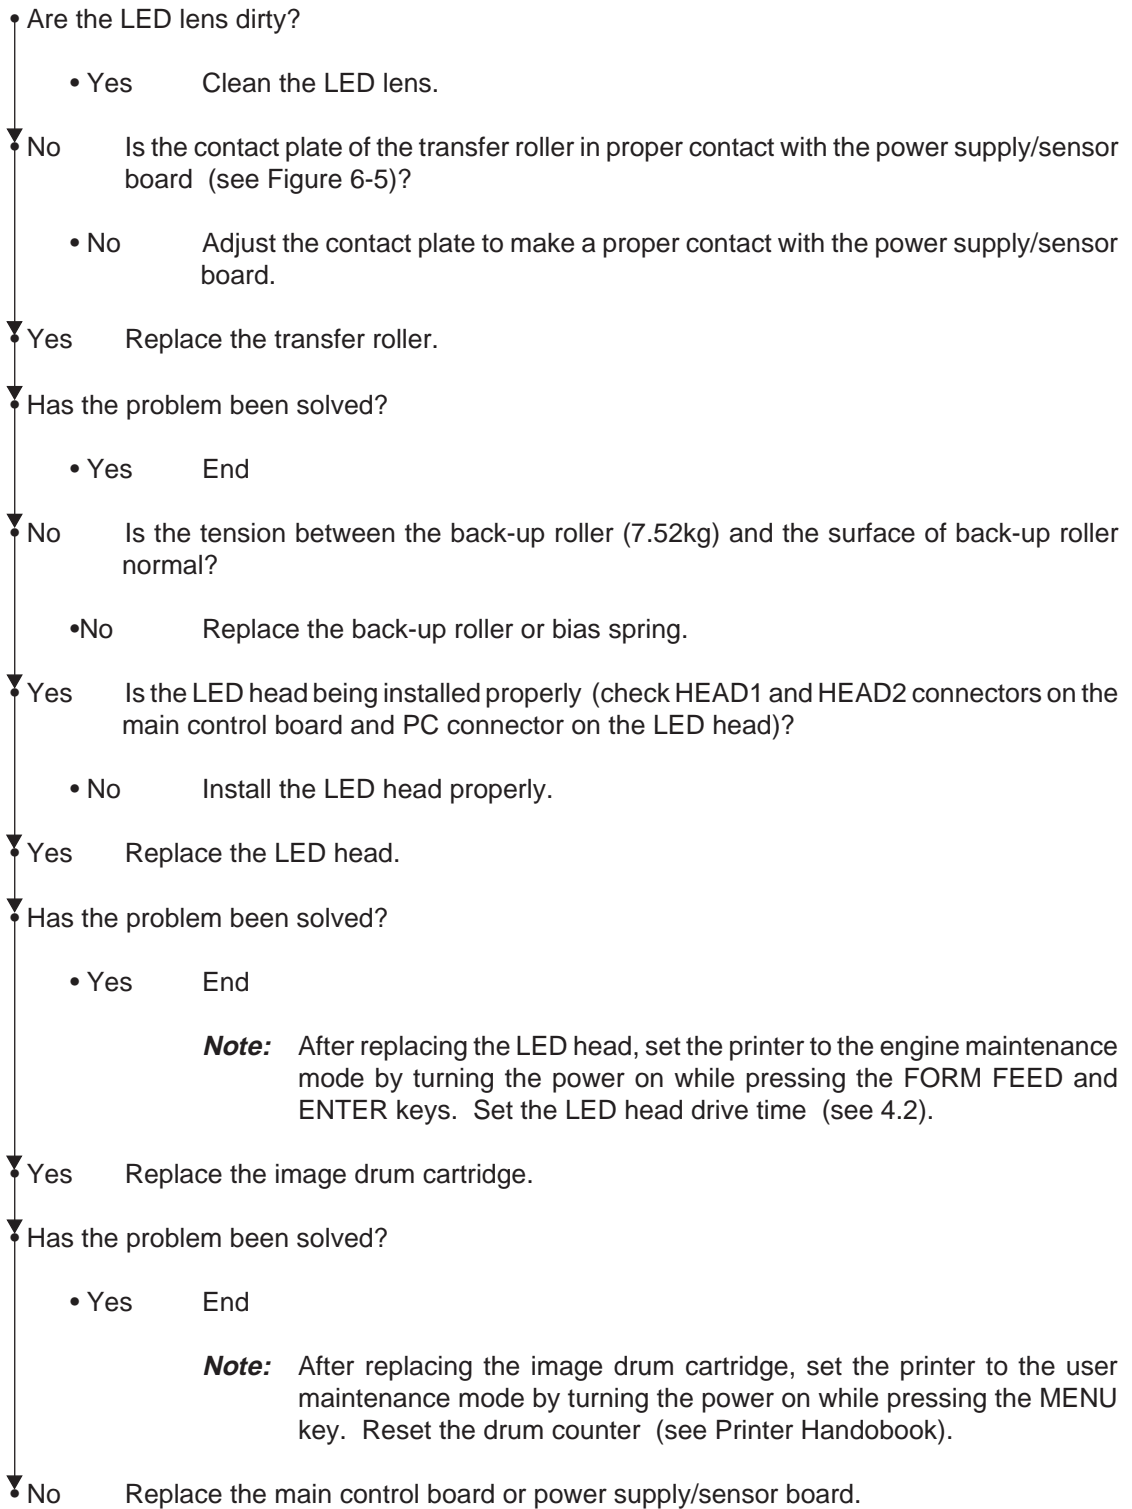 • Are the LED lens dirty?
• Yes Clean the LED lens.
• No Is the contact plate of the transfer roller in proper contact with the power supply/sensor
board (see Figure 6-5)?
• No Adjust the contact plate to make a proper contact with the power supply/sensor
board.
• Yes Replace the transfer roller.
• Has the problem been solved?
• Yes End
• No Is the tension between the back-up roller (7.52kg) and the surface of back-up roller
normal?
•No Replace the back-up roller or bias spring.
• Yes Is the LED head being installed properly (check HEAD1 and HEAD2 connectors on the
main control board and PC connector on the LED head)?
• No Install the LED head properly.
• Yes Replace the LED head.
• Has the problem been solved?
• Yes End
Note: After replacing the LED head, set the printer to the engine maintenance
mode by turning the power on while pressing the FORM FEED and
ENTER keys. Set the LED head drive time (see 4.2).
• Yes Replace the image drum cartridge.
• Has the problem been solved?
• Yes End
Note: After replacing the image drum cartridge, set the printer to the user
maintenance mode by turning the power on while pressing the MENU
key. Reset the drum counter (see Printer Handobook).
• No Replace the main control board or power supply/sensor board.